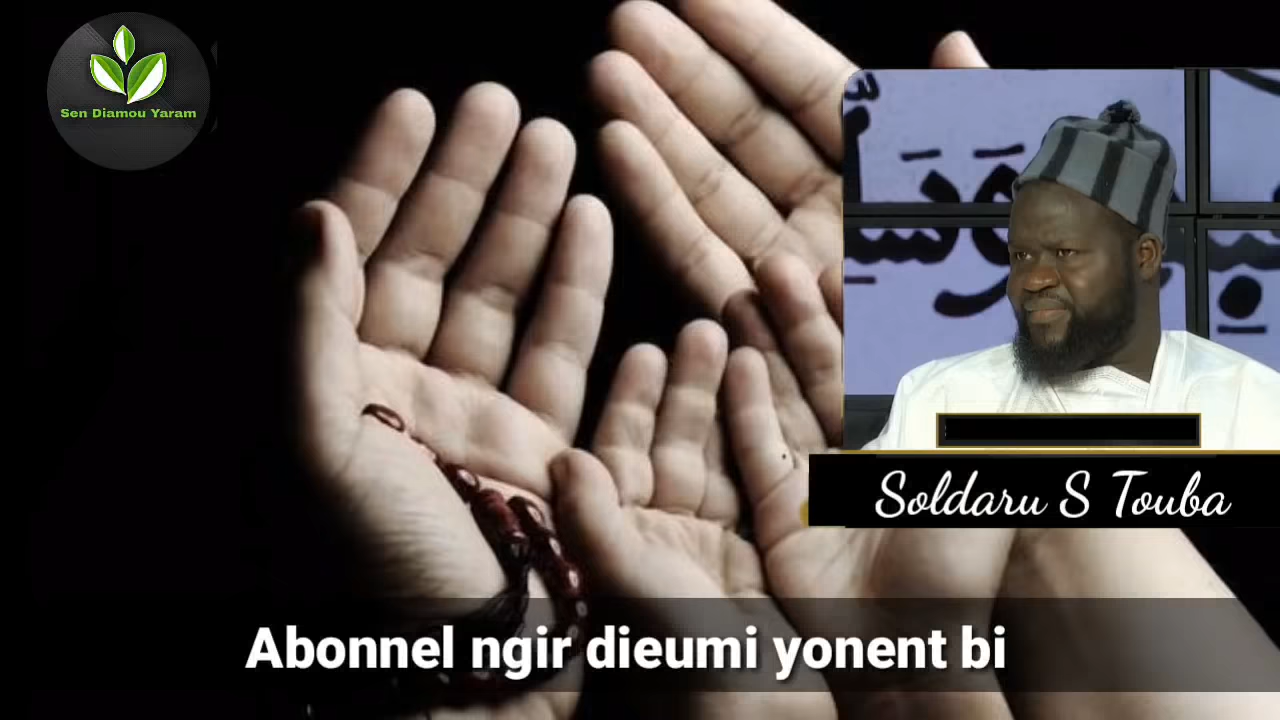 Sen Diamou Yaram
Soldaru S Touba
Abonnel ngir dieumi yonent bi